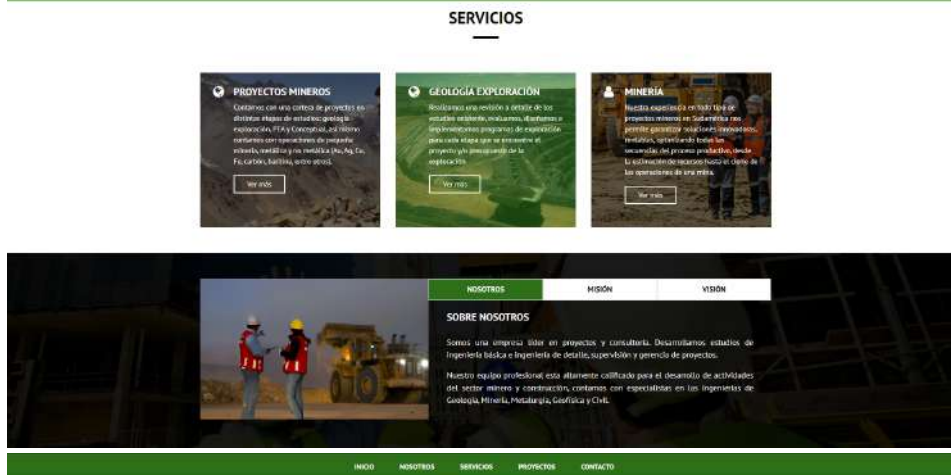 SERVICIOS
PROYECTOS MINEROS
Contamos con una cartera de proyectos en
distintas etapas de estudios: geología
exploración, PEA y Conceptual, así mismo
contamos con operaciones de pequeña
minería, metálica y no metálica (Au, Ag, Cu,
Fe, carbón, baritina, entre otros).
Ver más
GEOLOGÍA EXPLORACIÓN
Realizamos una revisión a detalle de los
estudios existente, evaluamos, diseñamos e
implementamos programas de exploración
para cada etapa que se encuentre el
proyecto y/o presupuesto de la
exploración.
Ver más
MINERÍA
Nuestra experiencia en todo tipo de
proyectos mineros en Sudamérica nos
permite garantizar soluciones innovadoras,
rentables, optimizando todas las
secuencias del proceso productivo, desde
la estimación de recursos hasta el cierre de
las operaciones de una mina.
Ver más
NOSOTROS
MISIÓN
VISIÓN
SOBRE NOSOTROS
Somos una empresa líder en proyectos y consultoría. Desarrollamos estudios de
ingeniería básica e ingeniería de detalle, supervisión y gerencia de proyectos.
Nuestro equipo profesional esta altamente calificado para el desarrollo de actividades
del sector minero y construcción, contamos con especialistas en las ingenierías de
Geología, Minería, Metalurgia, Geofísica y Civil.
INICIO NOSOTROS SERVICIOS PROYECTOS CONTACTO